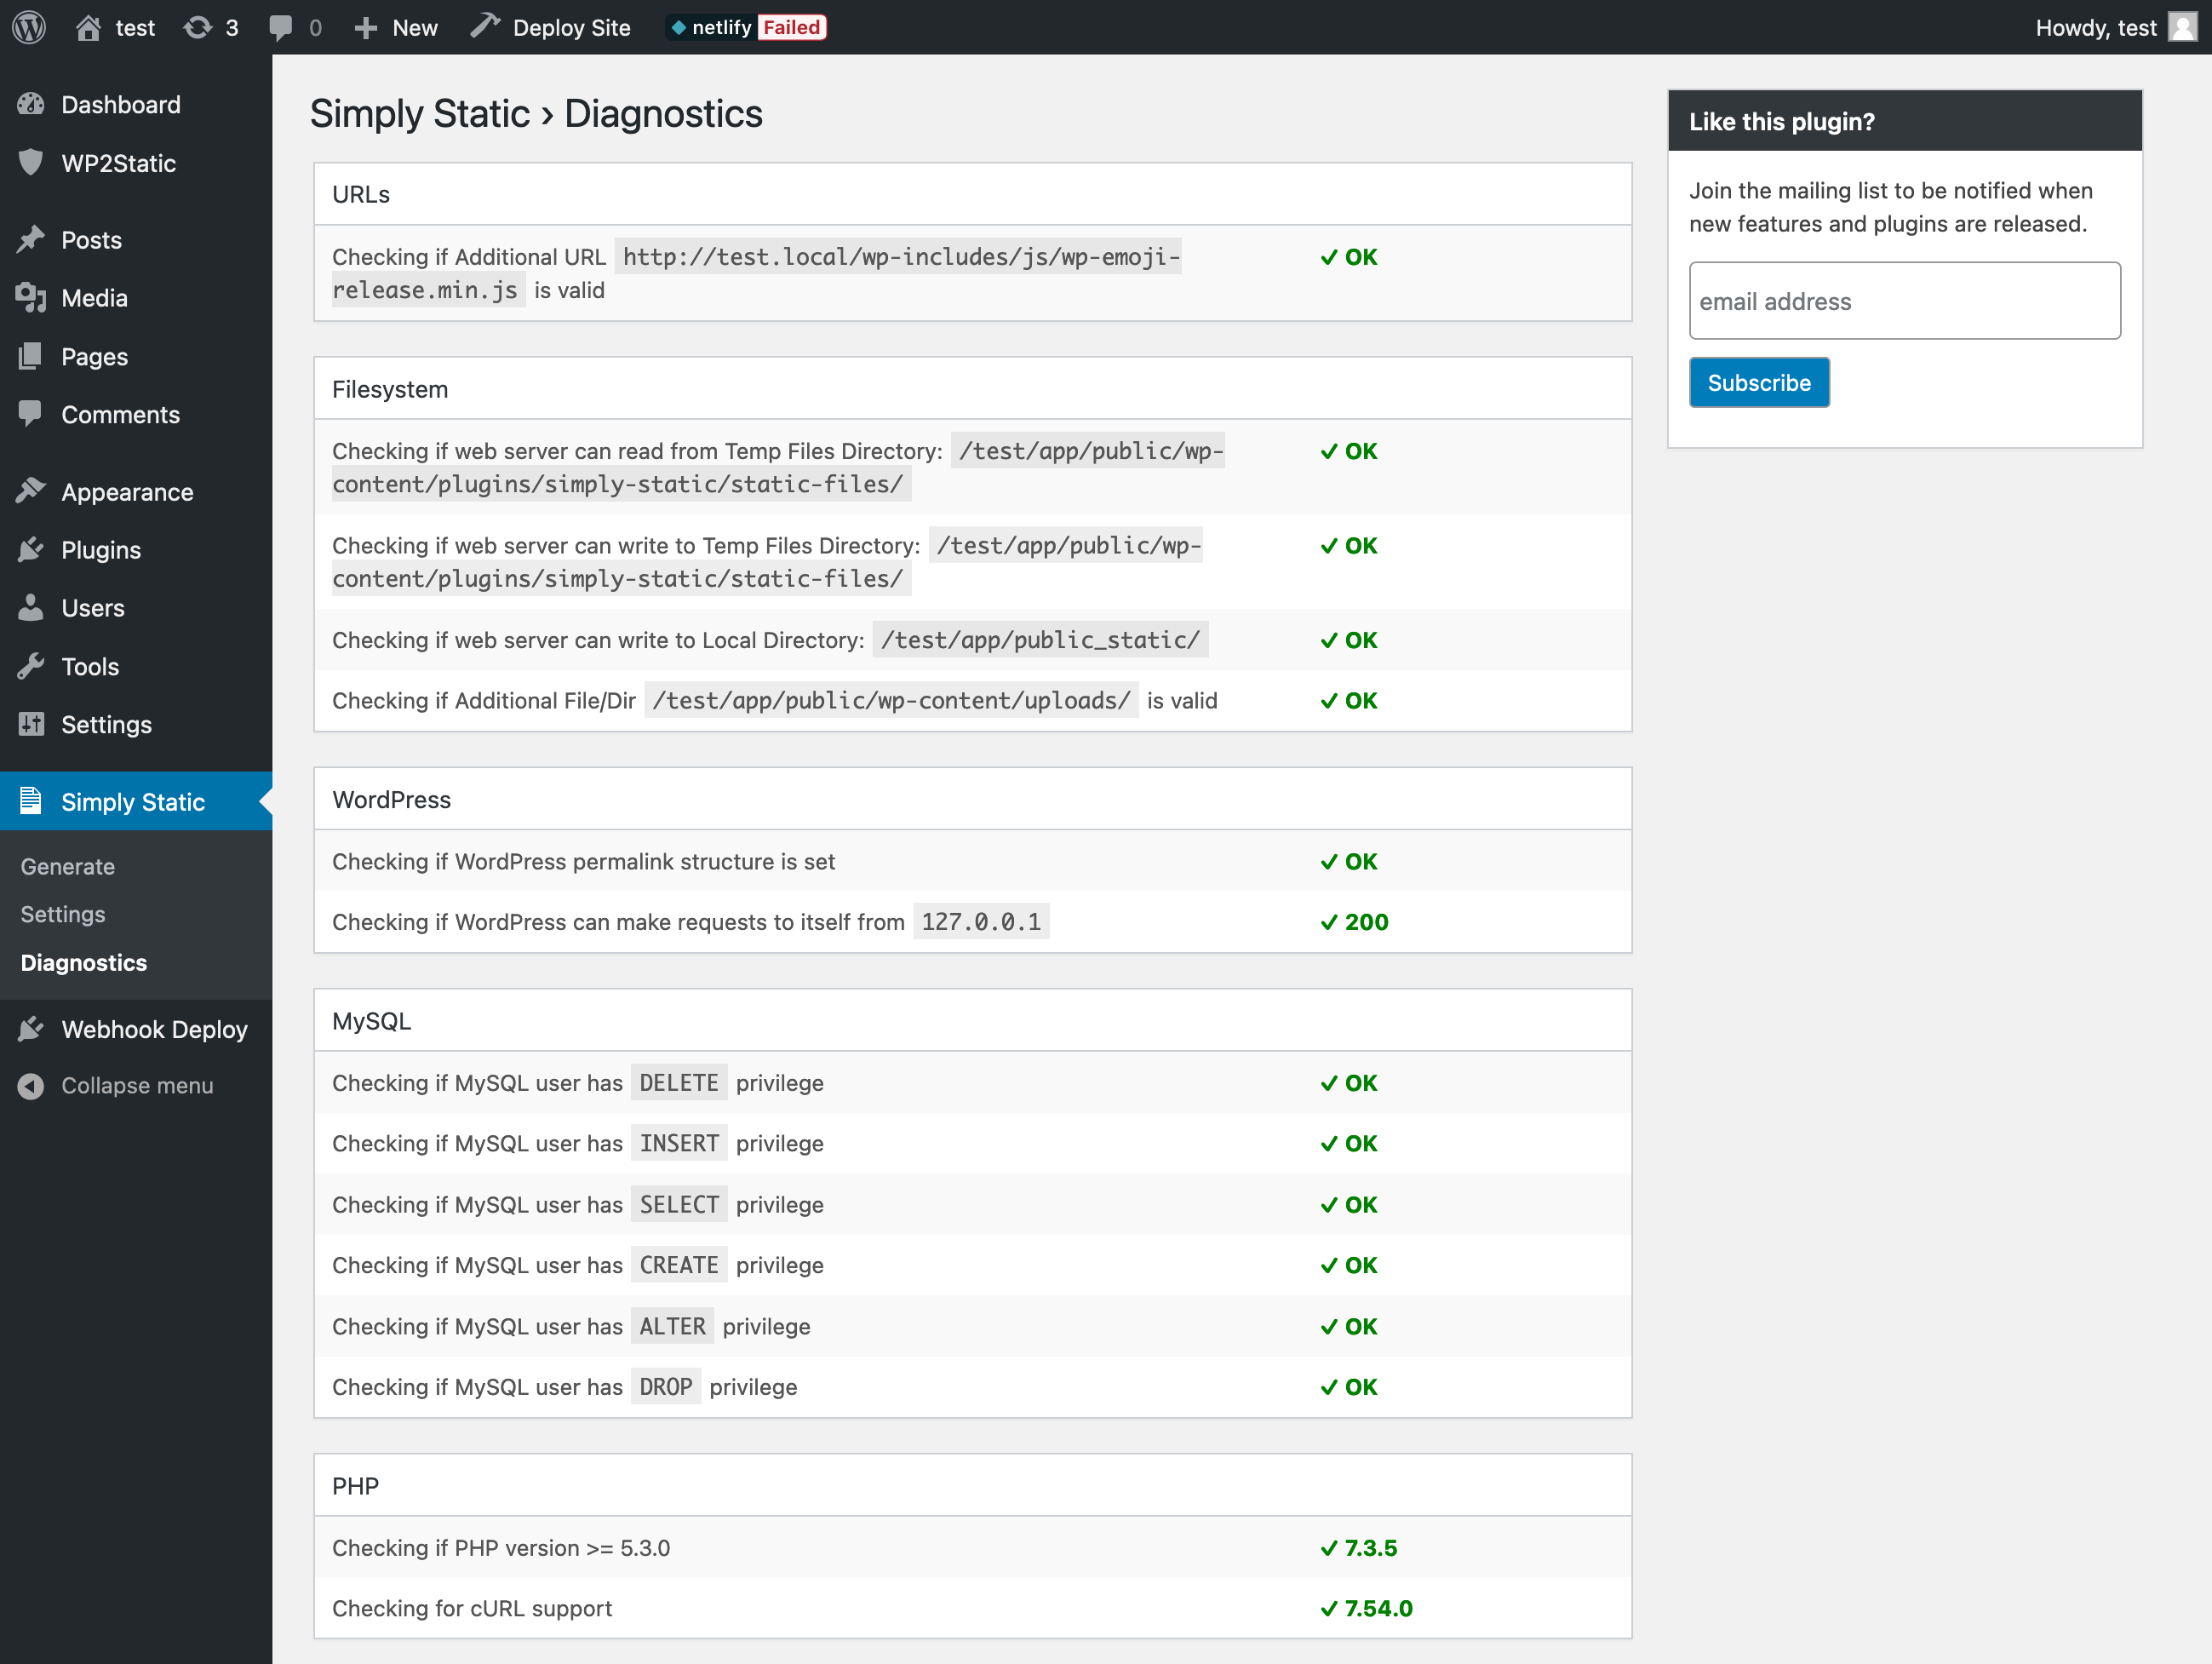 test 3 0 New Deploy Site netlify Failed Howdy, test
Dashboard
WP2Static
Posts
Media
Pages
Comments
Appearance
Plugins
Users
Tools
Settings
Simply Static
Generate
Settings
Diagnostics
Webhook Deploy
Collapse menu
Simply Static › Diagnostics
URLs
Checking if Additional URL http://test.local/wp-includes/js/wp-emoji- ✓ OK
release.min.js is valid
Filesystem
Checking if web server can read from Temp Files Directory: /test/app/public/wp- ✓ OK
content/plugins/simply-static/static-files/
Checking if web server can write to Temp Files Directory: /test/app/public/wp- ✓ OK
content/plugins/simply-static/static-files/
Checking if web server can write to Local Directory: /test/app/public_static/ ✓ OK
Checking if Additional File/Dir /test/app/public/wp-content/uploads/ is valid ✓ OK
WordPress
Checking if WordPress permalink structure is set ✓ OK
Checking if WordPress can make requests to itself from 127.0.0.1 ✓ 200
MySQL
Checking if MySQL user has DELETE privilege ✓ OK
Checking if MySQL user has INSERT privilege ✓ OK
Checking if MySQL user has SELECT privilege ✓ OK
Checking if MySQL user has CREATE privilege ✓ OK
Checking if MySQL user has ALTER privilege ✓ OK
Checking if MySQL user has DROP privilege ✓ OK
PHP
Checking if PHP version >= 5.3.0 ✓ 7.3.5
Checking for cURL support ✓ 7.54.0
Like this plugin?
Join the mailing list to be notified when
new features and plugins are released.
email address
Subscribe